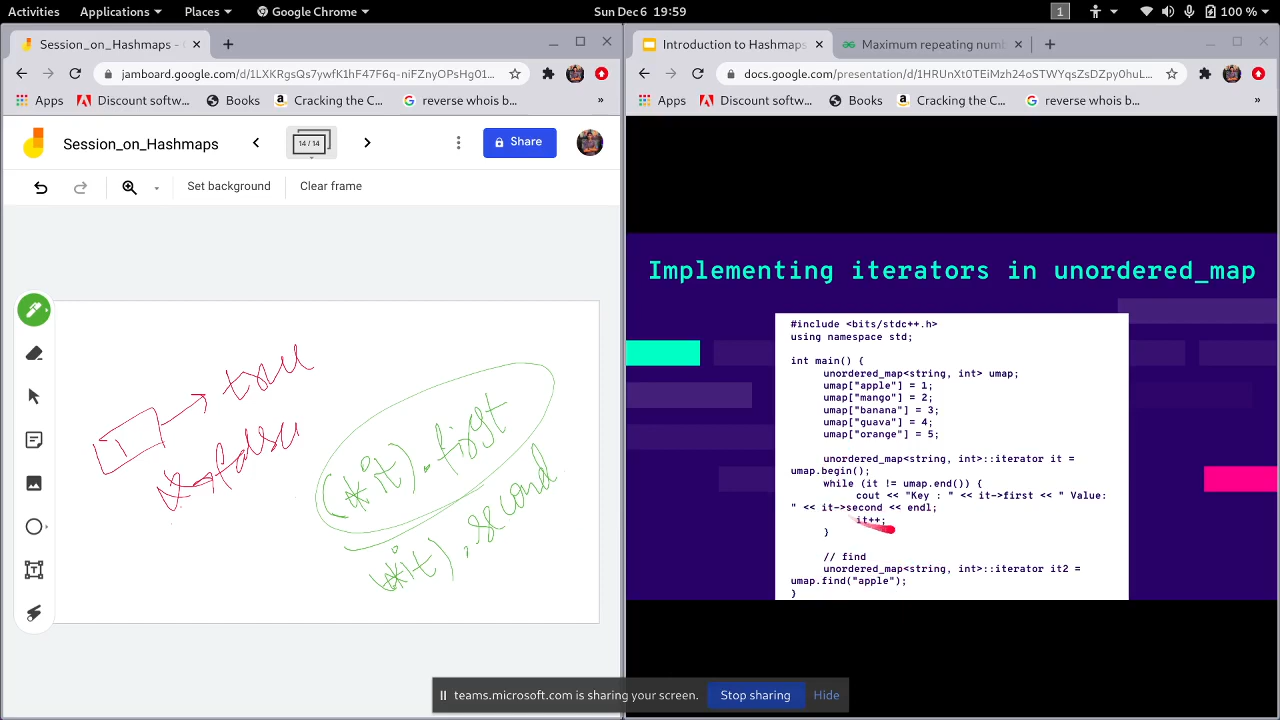 Activities
Applications
Places
Google Chrome
Sun Dec 6 19:59
1
100 %
Session_on_Hashmaps - G
jamboard.google.com/d/1LXKRgsQs7ywfK1hF47F6q-niFZnyOPsHg01...
Apps
Discount softw...
Books
Cracking the C...
reverse whois b...
»
Session_on_Hashmaps
14 / 14
Share
Set background
Clear frame
1
true
false
(*it).first
*it).second
Introduction to Hashmaps
Maximum repeating numb
docs.google.com/presentation/d/1HRUnXt0TEiMzh24oSTWYqsZsDZpy0huL...
Apps
Discount softw...
Books
Cracking the C...
reverse whois b...
»
Implementing iterators in unordered_map
#include <bits/stdc++.h>
using namespace std;
int main() {
unordered_map<string, int> umap;
umap["apple"] = 1;
umap["mango"] = 2;
umap["banana"] = 3;
umap["guava"] = 4;
umap["orange"] = 5;
unordered_map<string, int>::iterator it =
umap.begin();
while (it != umap.end()) {
cout << "Key : " << it->first << " Value:
" << it->second << endl;
it++;
}
// find
unordered_map<string, int>::iterator it2 =
umap.find("apple");
}
teams.microsoft.com is sharing your screen.
Stop sharing
Hide